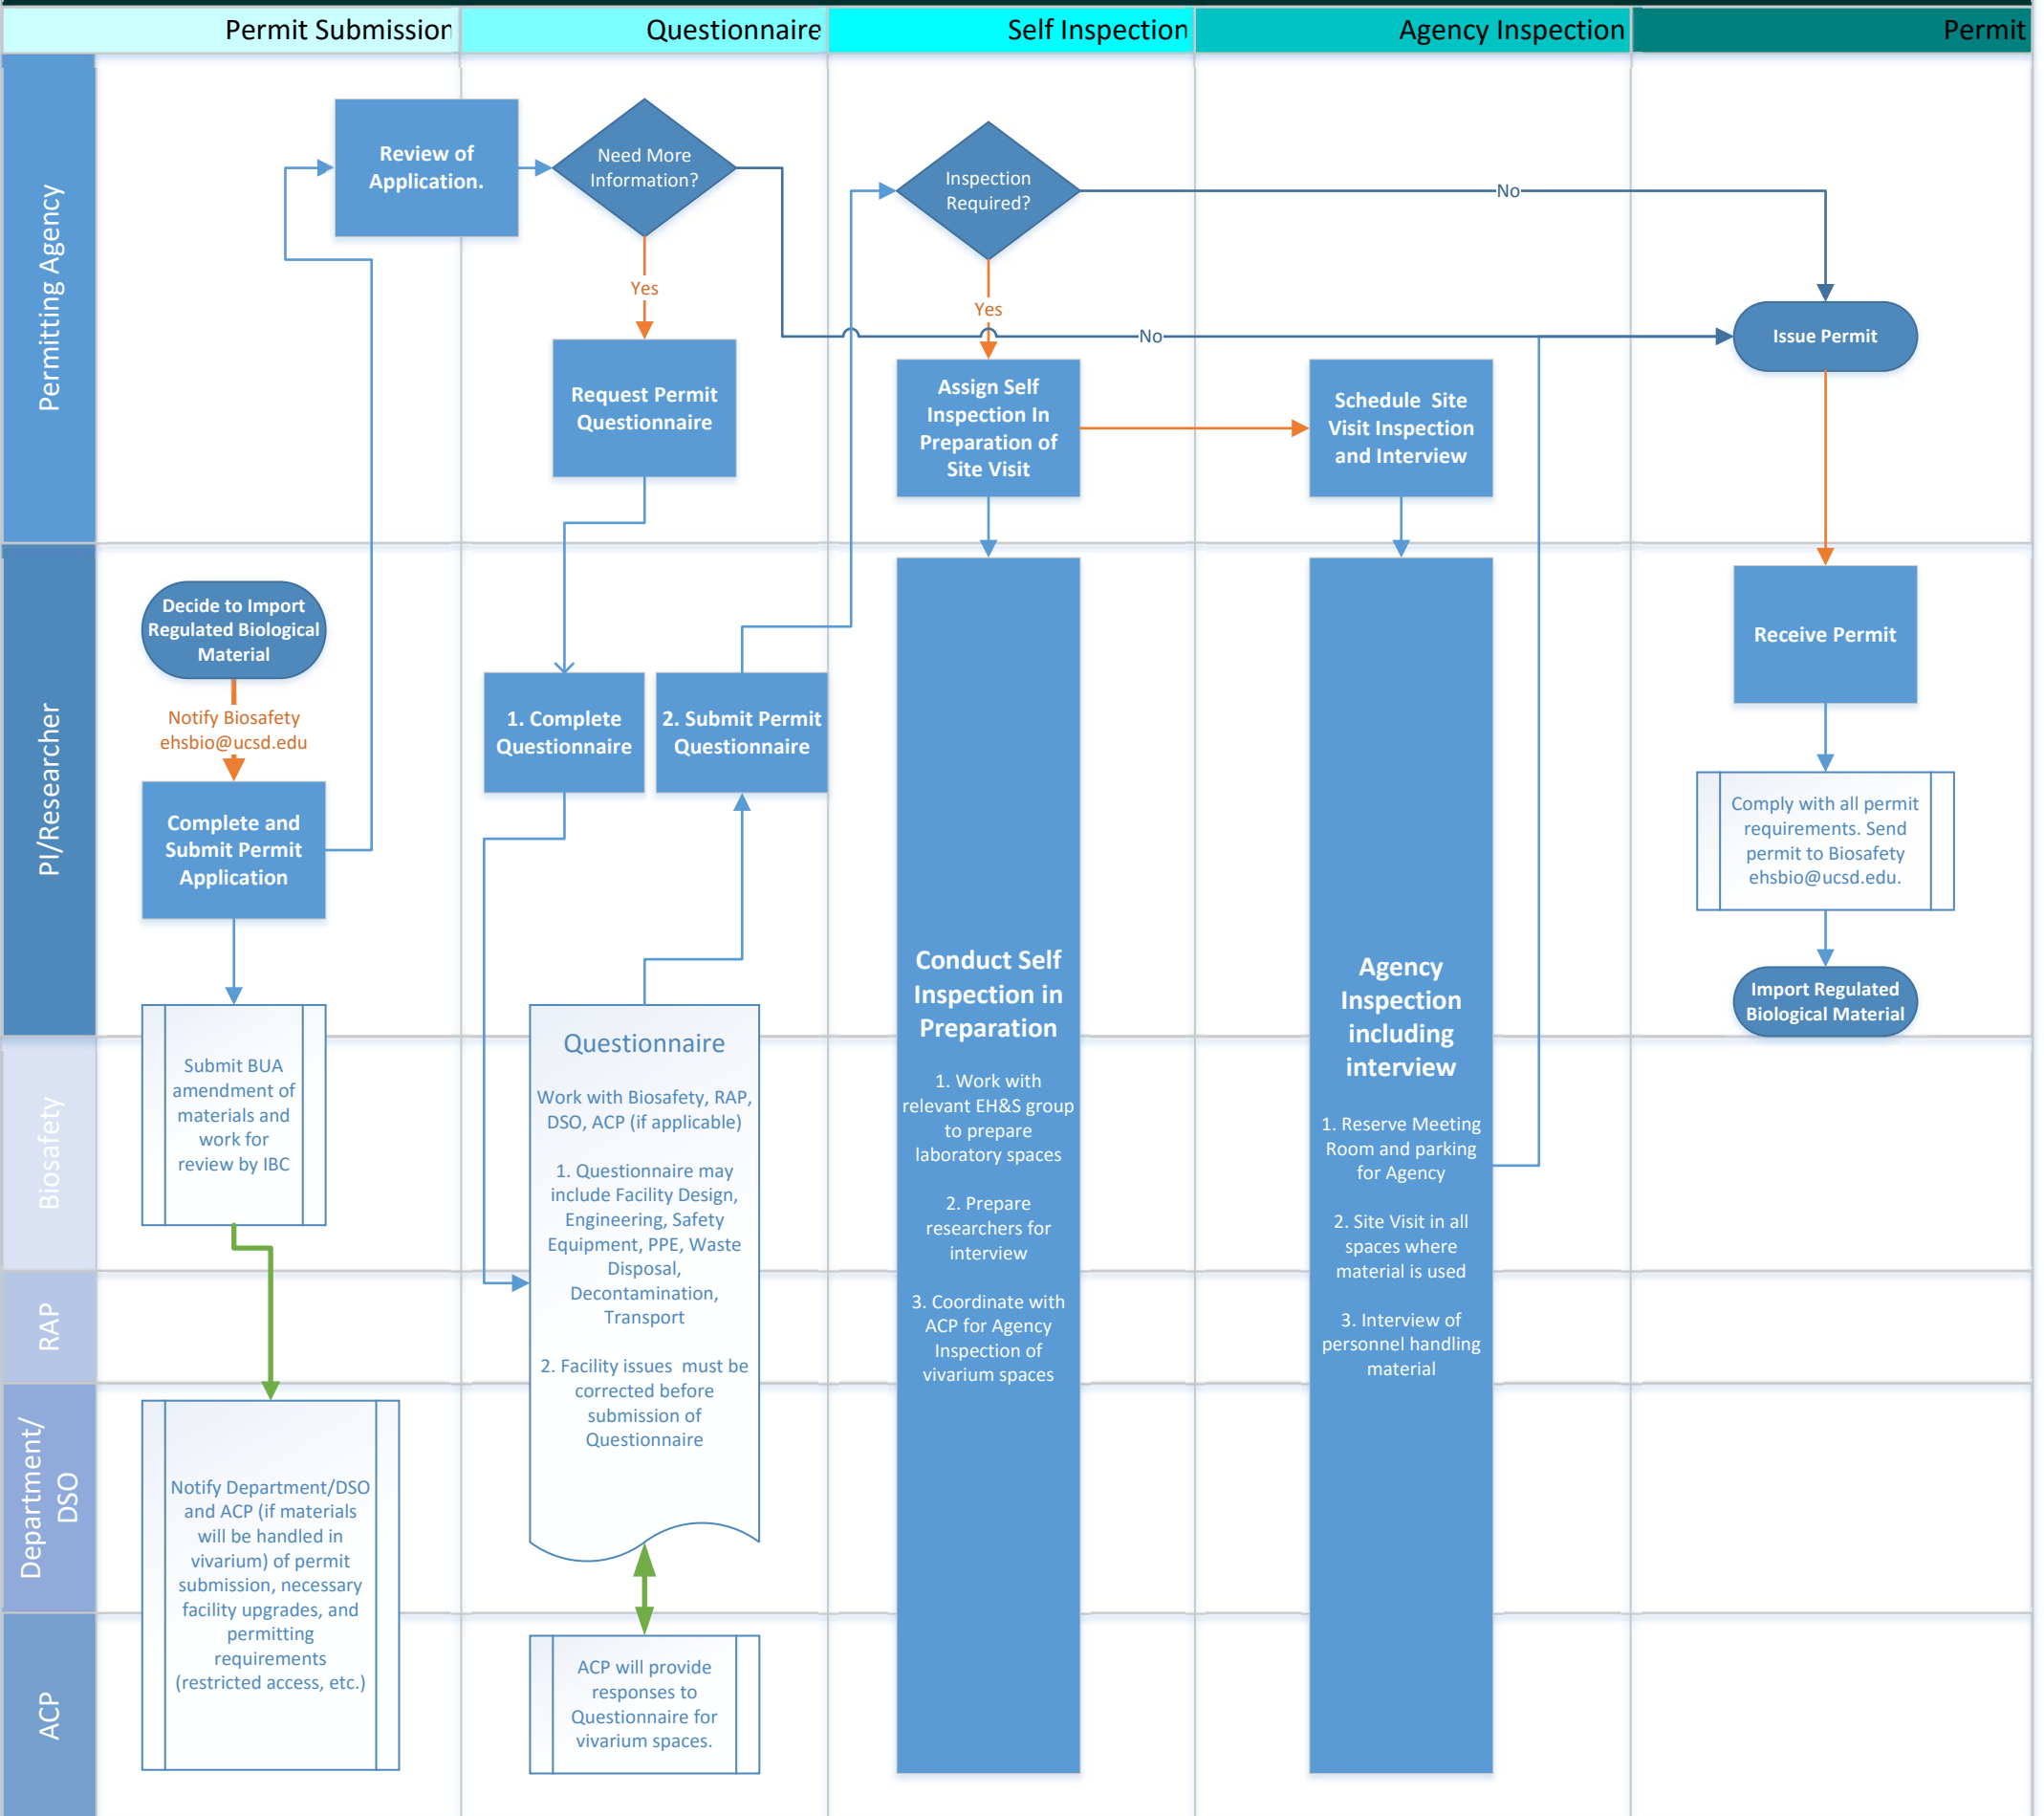 Permit Submission
Questionnaire
Self Inspection
Agency Inspection
Permit
Permitting Agency
Review of
Application.
Need More
Information?
Yes
No
Request Permit
Questionnaire
Inspection
Required?
Yes
No
Assign Self
Inspection In
Preparation of
Site Visit
Schedule Site
Visit Inspection
and Interview
Issue Permit
PI/Researcher
Decide to Import
Regulated Biological
Material
Notify Biosafety
ehsbio@ucsd.edu
Complete and
Submit Permit
Application
1. Complete
Questionnaire
2. Submit Permit
Questionnaire
Conduct Self
Inspection in
Preparation
1. Work with
relevant EH&S group
to prepare
laboratory spaces
2. Prepare
researchers for
interview
3. Coordinate with
ACP for Agency
Inspection of
vivarium spaces
Agency
Inspection
including
interview
1. Reserve Meeting
Room and parking
for Agency
2. Site Visit in all
spaces where
material is used
3. Interview of
personnel handling
material
Receive Permit
Comply with all permit
requirements. Send
permit to Biosafety
ehsbio@ucsd.edu.
Import Regulated
Biological Material
Biosafety
Submit BUA
amendment of
materials and
work for
review by IBC
Questionnaire
Work with Biosafety, RAP,
DSO, ACP (if applicable)
1. Questionnaire may
include Facility Design,
Engineering, Safety
Equipment, PPE, Waste
Disposal,
Decontamination,
Transport
2. Facility issues must be
corrected before
submission of
Questionnaire
RAP
Department/
DSO
Notify Department/DSO
and ACP (if materials
will be handled in
vivarium) of permit
submission, necessary
facility upgrades, and
permitting
requirements
(restricted access, etc.)
ACP
ACP will provide
responses to
Questionnaire for
vivarium spaces.